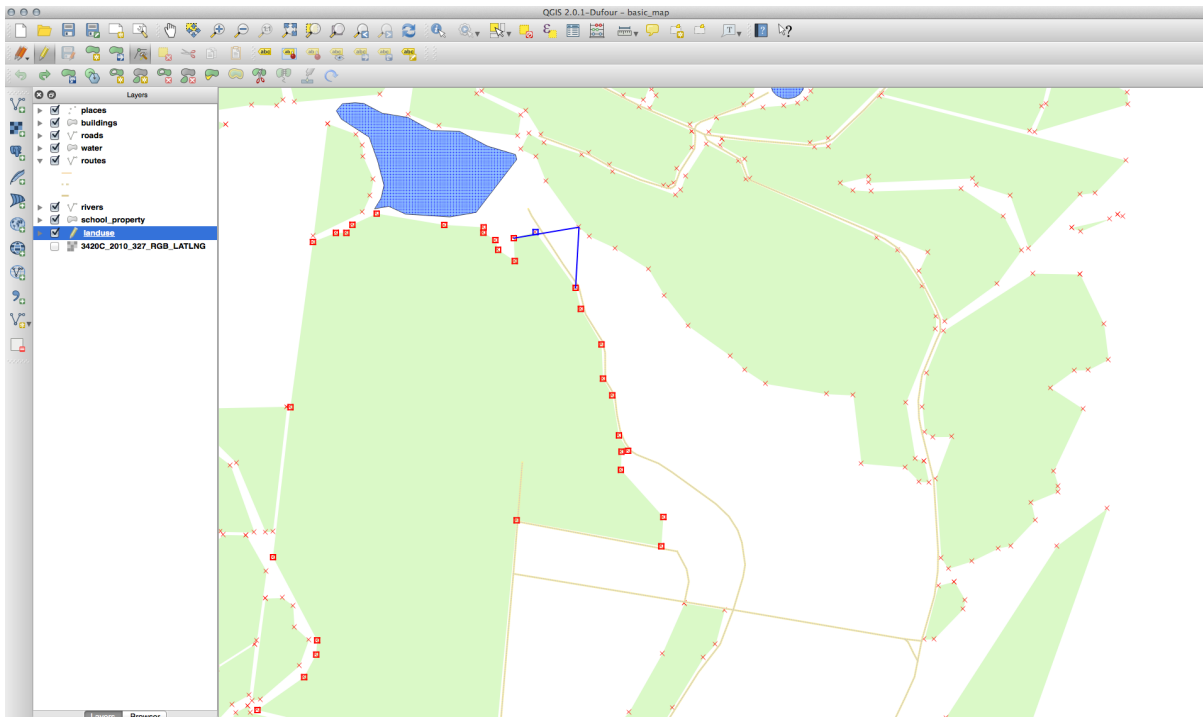 QGIS 2.0.1-Dufour - basic_map
Layers
places
buildings
roads
water
routes
rivers
school_property
landuse
3420C_2010_327_RGB_LATLNG
Layers Browser